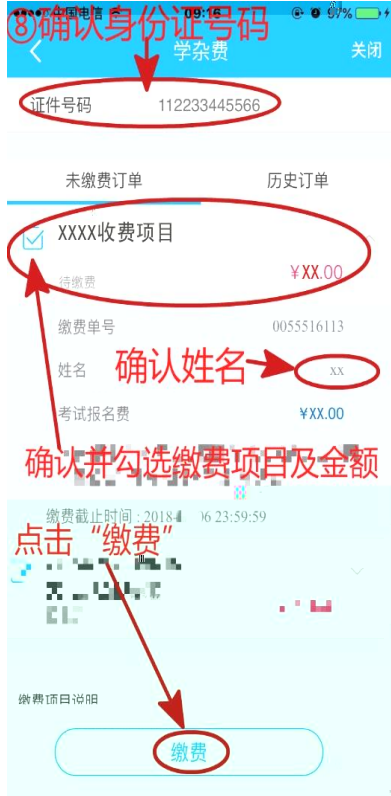 中国电信 09:16 97%
⑧确认身份证号码
学杂费 关闭
证件号码 112233445566
未缴费订单 历史订单
XXXX收费项目
待缴费 ¥XX.00
缴费单号 0055516113
姓名 确认姓名 xx
考试报名费 ¥XX.00
确认并勾选缴费项目及金额
缴费截止时间 : 2018- 06 23:59:59
点击“缴费”
缴费项目说明
缴费